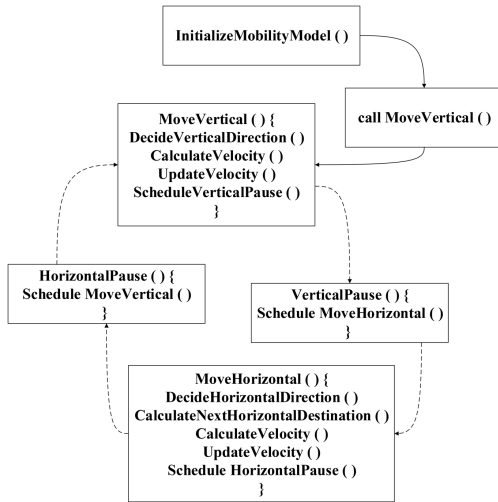 InitializeMobilityModel ( )
call MoveVertical ( )
MoveVertical ( ) {
DecideVerticalDirection ( )
CalculateVelocity ( )
UpdateVelocity ( )
ScheduleVerticalPause ( )
}
HorizontalPause ( ) {
Schedule MoveVertical ( )
}
VerticalPause ( ) {
Schedule MoveHorizontal ( )
}
MoveHorizontal ( ) {
DecideHorizontalDirection ( )
CalculateNextHorizontalDestination ( )
CalculateVelocity ( )
UpdateVelocity ( )
Schedule HorizontalPause ( )
}